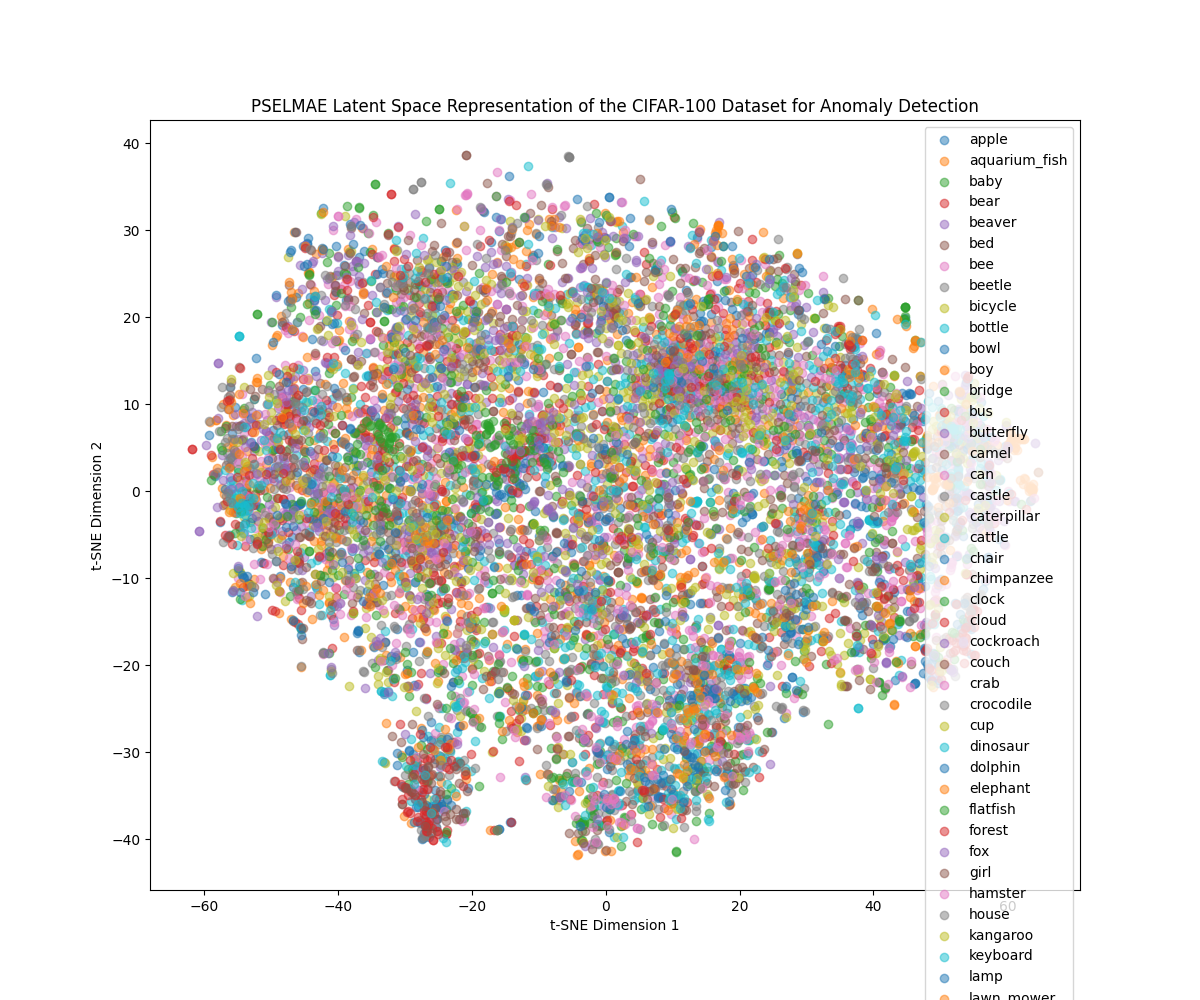 PSELMAE Latent Space Representation of the CIFAR-100 Dataset for Anomaly Detection
40
30
20
10
0
−10
−20
−30
−40
t-SNE Dimension 2
−60
−40
−20
0
20
40
60
t-SNE Dimension 1
apple
aquarium_fish
baby
bear
beaver
bed
bee
beetle
bicycle
bottle
bowl
boy
bridge
bus
butterfly
camel
can
castle
caterpillar
cattle
chair
chimpanzee
clock
cloud
cockroach
couch
crab
crocodile
cup
dinosaur
dolphin
elephant
flatfish
forest
fox
girl
hamster
house
kangaroo
keyboard
lamp
lawn_mower